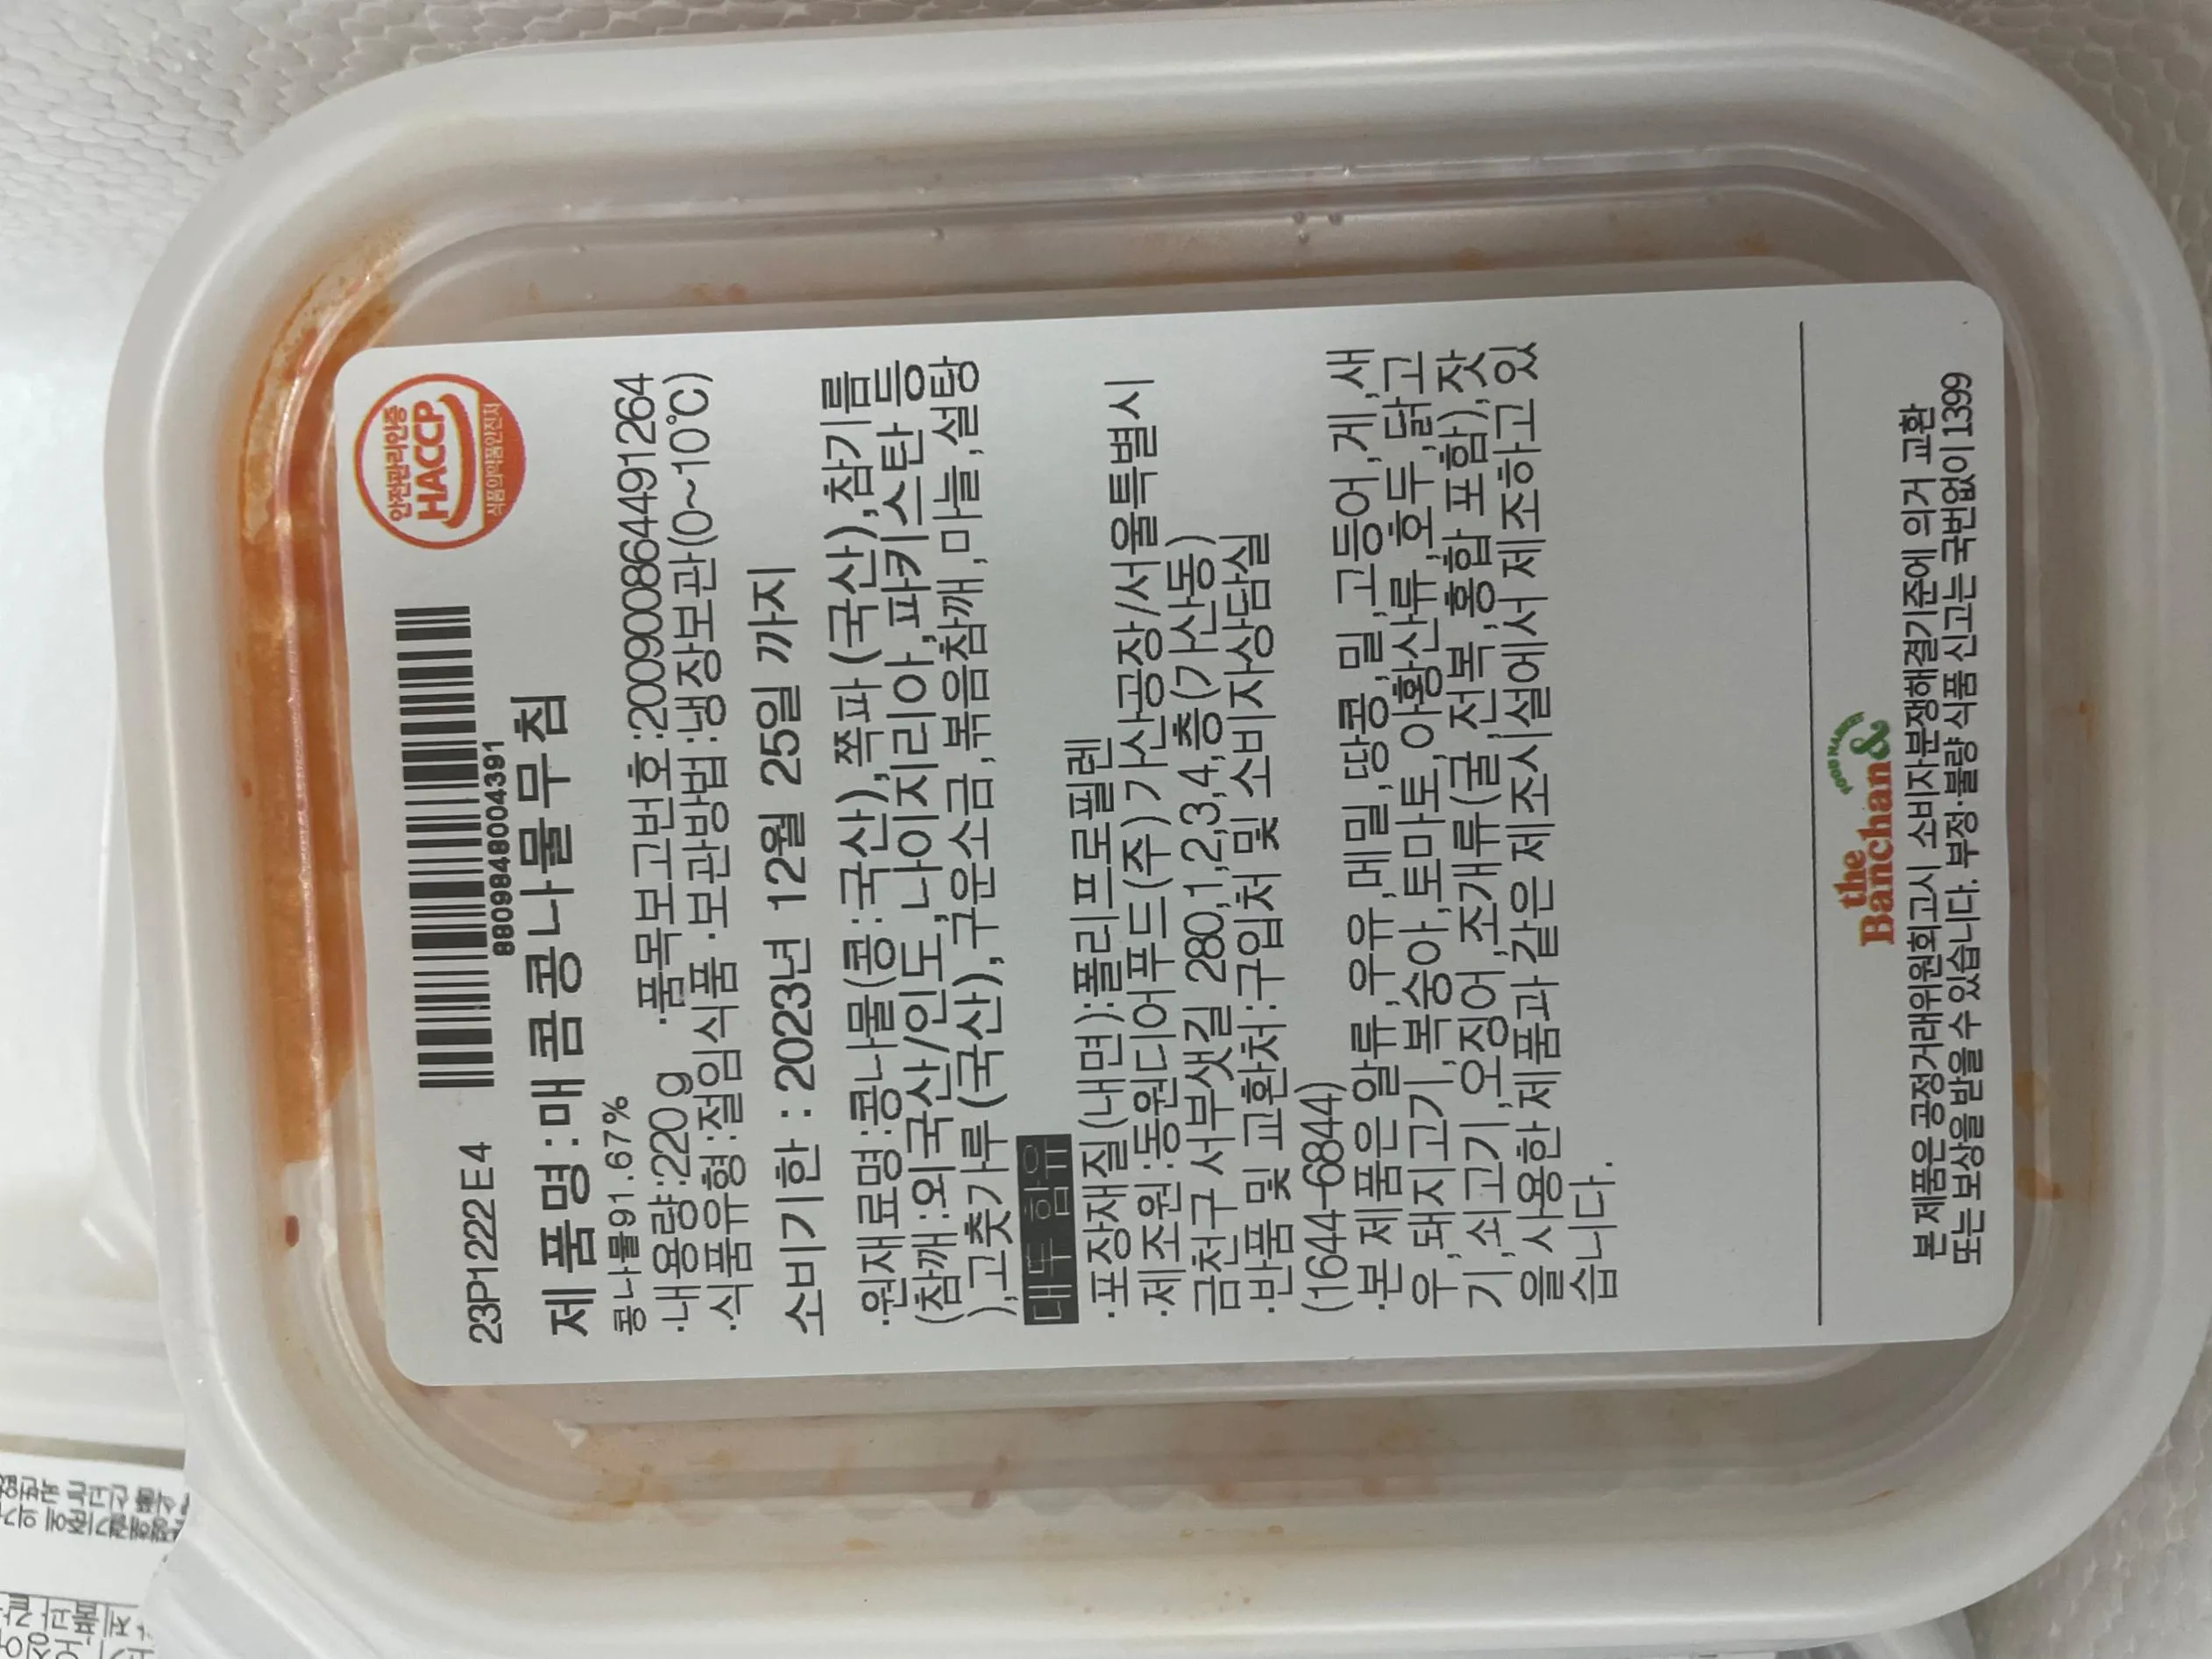 안전관리인증
HACCP
식품의약품안전처
8809848004391
23P1222E4
제품명:매콤콩나물무침
콩나물91.67%
·내용량:220g ·품목보고번호:200900864491264
·식품유형:절임식품·보관방법:냉장보관(0~10℃)
소비기한 : 2023년 12월 25일 까지
·원재료명:콩나물(콩:국산),쪽파(국산),참기름
(참깨:외국산/인도,나이지리아,파키스탄 등
),고춧가루(국산),구운소금,볶음참깨,마늘,설탕
대두 함유
·포장재질(내면):폴리프로필렌
·제조원:동원디어푸드(주)가산공장/서울특별시
금천구 서부샛길 280,1,2,3,4,층(가산동)
·반품 및 교환처:구입처 및 소비자상담실
(1644-6844)
·본 제품은 알류,우유,메밀,땅콩,밀,고등어,게,새
우,돼지고기,복숭아,토마토,아황산류,호두,닭고
기,쇠고기,오징어,조개류(굴,전복,홍합 포함),잣
을 사용한 제품과 같은 제조시설에서 제조하고 있
습니다.
the
Banchan&
본 제품은 공정거래위원회고시 소비자분쟁해결기준에 의거 교환
또는 보상을 받을 수 있습니다. 부정·불량 식품 신고는 국번없이 1399